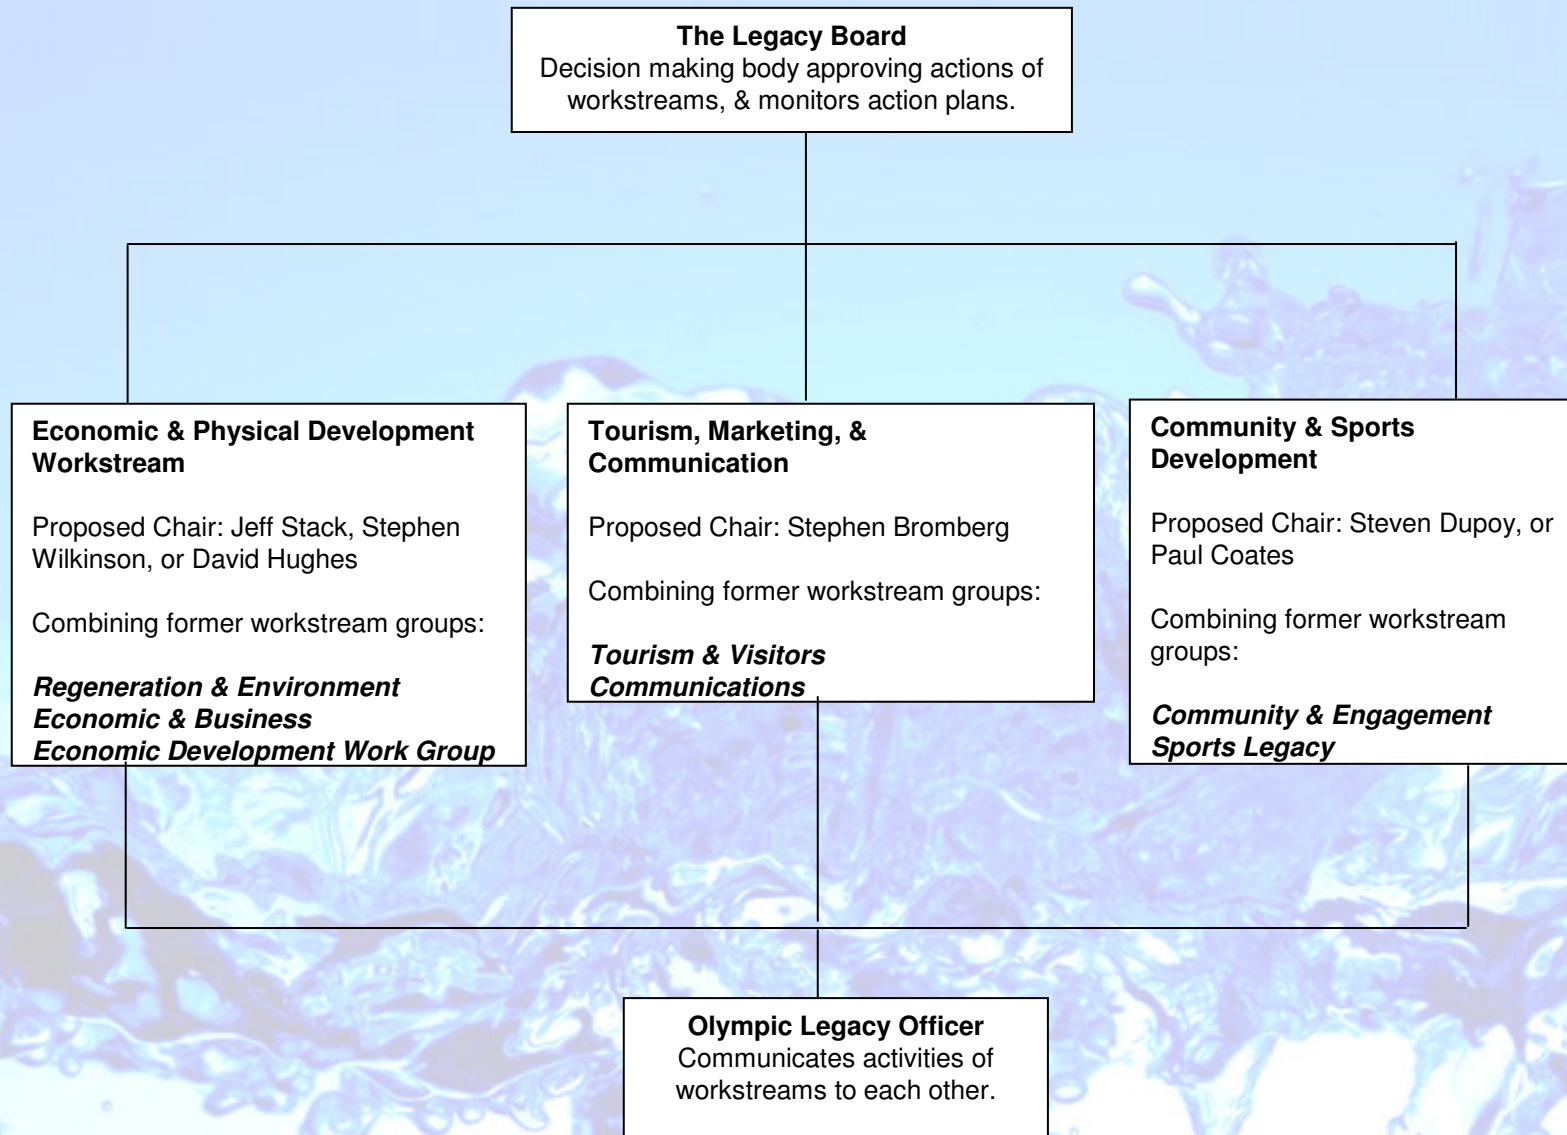 The Legacy Board
Decision making body approving actions of
workstreams, & monitors action plans.
Economic & Physical Development
Workstream
Proposed Chair: Jeff Stack, Stephen
Wilkinson, or David Hughes
Combining former workstream groups:
Regeneration & Environment
Economic & Business
Economic Development Work Group
Tourism, Marketing, &
Communication
Proposed Chair: Stephen Bromberg
Combining former workstream groups:
Tourism & Visitors
Communications
Community & Sports
Development
Proposed Chair: Steven Dupoy, or
Paul Coates
Combining former workstream
groups:
Community & Engagement
Sports Legacy
Olympic Legacy Officer
Communicates activities of
workstreams to each other.